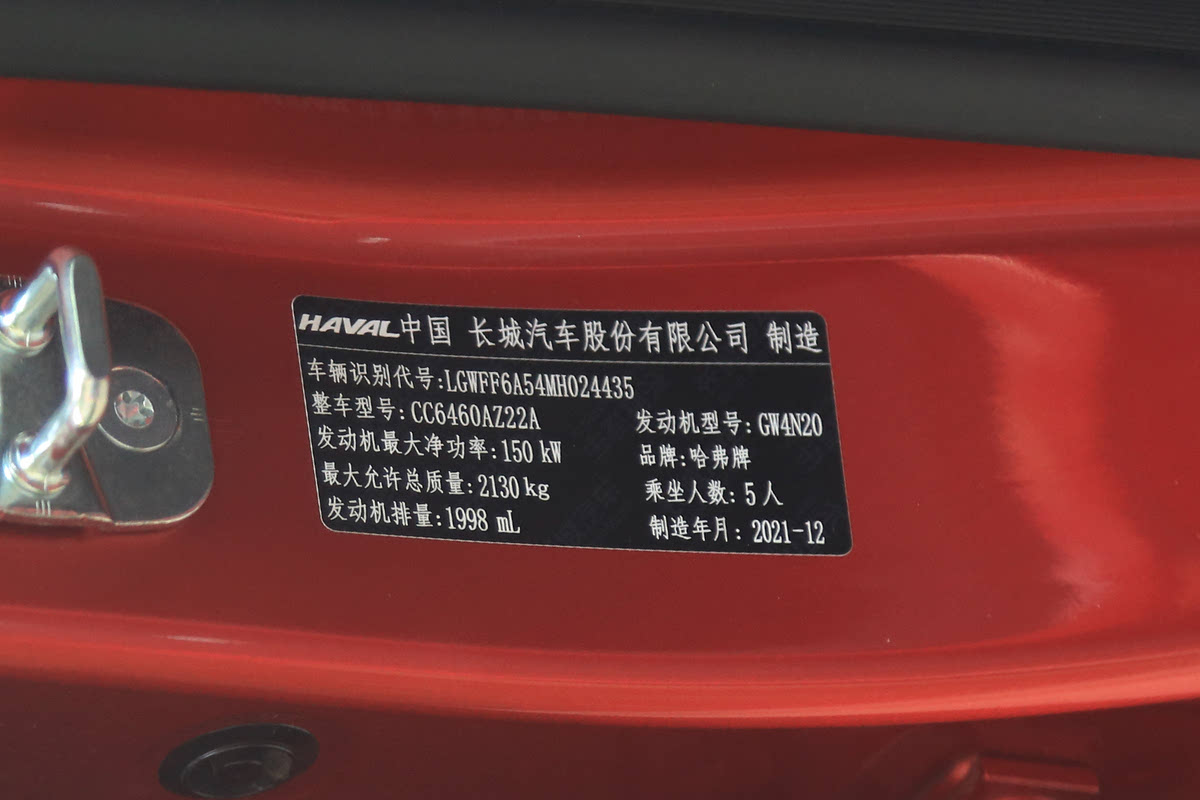 HAVAL中国 长城汽车股份有限公司 制造
车辆识别代号:LGWFF6A54MH024435
整车型号:CC6460AZ22A 发动机型号:GW4N20
发动机最大净功率:150 kW 品牌:哈弗牌
最大允许总质量:2130 kg 乘坐人数:5人
发动机排量:1998 mL 制造年月:2021-12